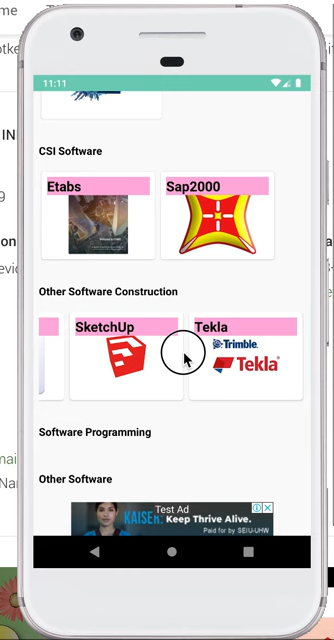 11:11
CSI Software
Etabs
Sap2000
Other Software Construction
SketchUp
Tekla
Trimble.
Tekla
Software Programming
Other Software
Test Ad
KAISER: Keep Thrive Alive.
Paid for by SEIU-UHW